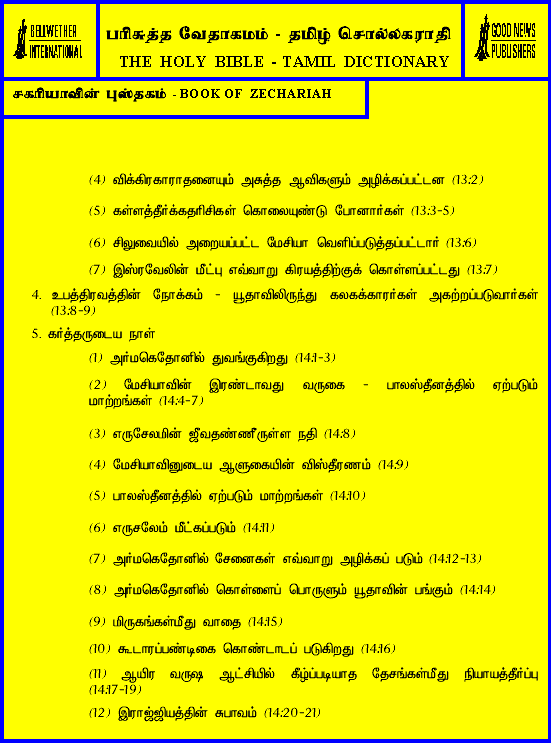 BELLWETHER
INTERNATIONAL
பரிசுத்த வேதாகமம் - தமிழ் சொல்லகராதி
THE HOLY BIBLE - TAMIL DICTIONARY
GOOD NEWS
PUBLISHERS
சகரியாவின் புஸ்தகம் - BOOK OF ZECHARIAH
(4) விக்கிரகாராதனையும் அசுத்த ஆவிகளும் அழிக்கப்பட்டன (13:2)
(5) கள்ளத்தீர்க்கதரிசிகள் கொலையுண்டு போனார்கள் (13:3-5)
(6) சிலுவையில் அறையப்பட்ட மேசியா வெளிப்படுத்தப்பட்டார் (13:6)
(7) இஸ்ரவேலின் மீட்பு எவ்வாறு கிரயத்திற்குக் கொள்ளப்பட்டது (13:7)
4. உபத்திரவத்தின் நோக்கம் - யூதாவிலிருந்து கலகக்காரர்கள் அகற்றப்படுவார்கள்
(13:8-9)
5. கர்த்தருடைய நாள்
(1) அர்மகெதோனில் துவங்குகிறது (14:1-3)
(2) மேசியாவின் இரண்டாவது வருகை - பாலஸ்தீனத்தில் ஏற்படும்
மாற்றங்கள் (14:4-7)
(3) எருசேலமின் ஜீவதண்ணீருள்ள நதி (14:8)
(4) மேசியாவினுடைய ஆளுகையின் விஸ்தீரணம் (14:9)
(5) பாலஸ்தீனத்தில் ஏற்படும் மாற்றங்கள் (14:10)
(6) எருசலேம் மீட்கப்படும் (14:11)
(7) அர்மகெதோனில் சேனைகள் எவ்வாறு அழிக்கப் படும் (14:12-13)
(8) அர்மகெதோனில் கொள்ளைப் பொருளும் யூதாவின் பங்கும் (14:14)
(9) மிருகங்கள்மீது வாதை (14:15)
(10) கூடாரப்பண்டிகை கொண்டாடப் படுகிறது (14:16)
(11) ஆயிர வருஷ ஆட்சியில் கீழ்ப்படியாத தேசங்கள்மீது நியாயத்தீர்ப்பு
(14:17-19)
(12) இராஜ்ஜியத்தின் சுபாவம் (14:20-21)